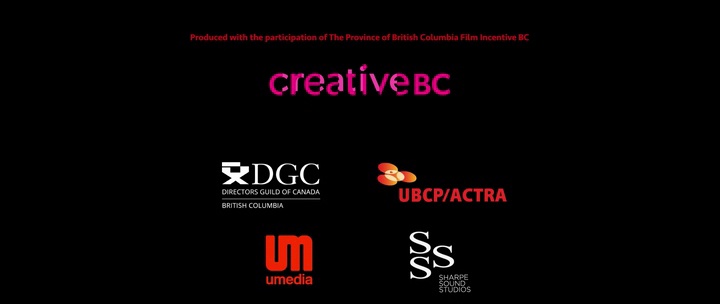 Produced with the participation of The Province of British Columbia Film Incentive BC
creative BC
DGC
DIRECTORS GUILD OF CANADA
BRITISH COLUMBIA
UBCP/ACTRA
um
umedia
SSS
SHARPE
SOUND
STUDIOS